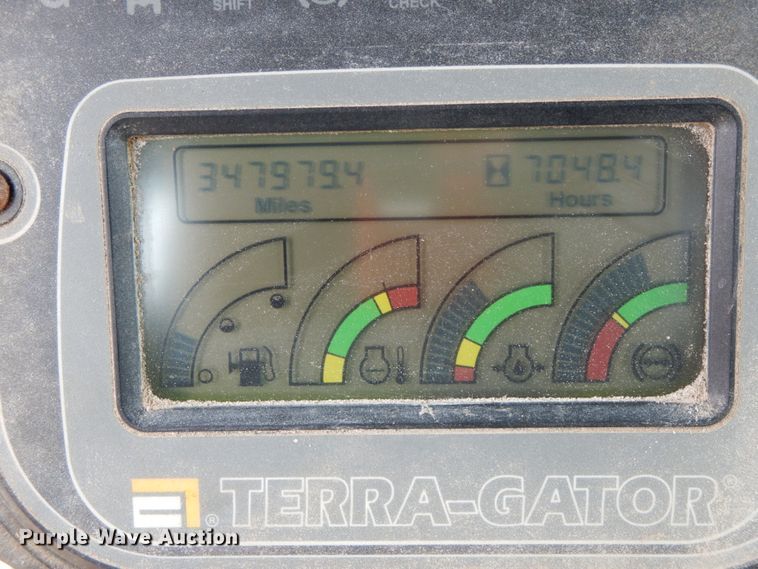 SHIFT CHECK
347979.4 7048.4
Miles Hours
TERRA-GATOR®
Purple Wave Auction